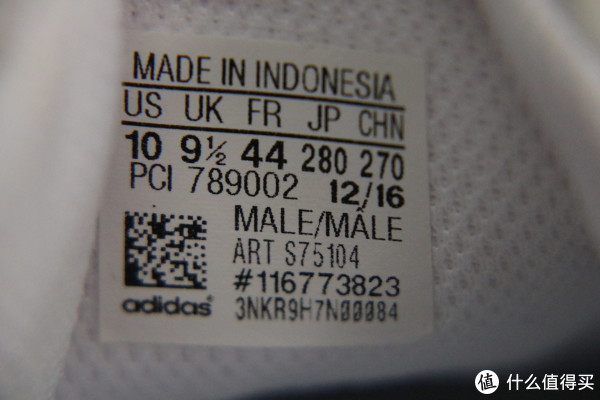 MADE IN INDONESIA
US UK FR JP CHN
10 9½ 44 280 270
PCI 789002 12/16
MALE/MÂLE
ART S75104
#116773823
adidas
3NKR9H7N00084
值 什么值得买